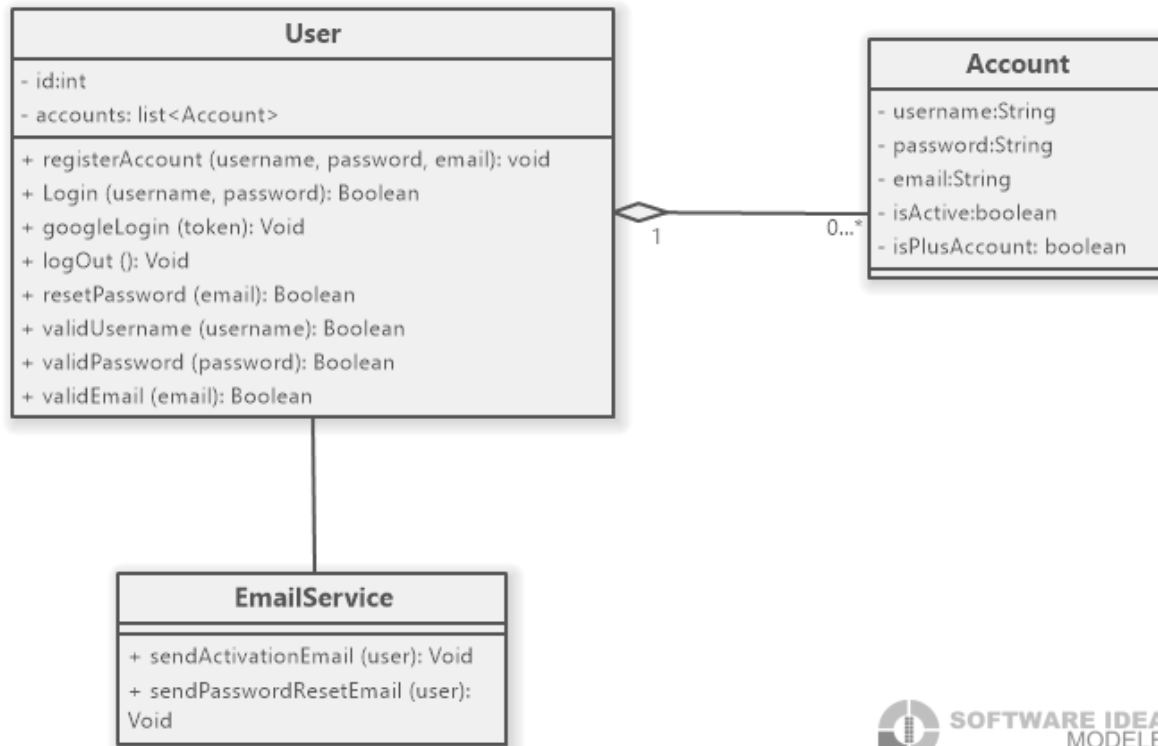 User
- id:int
- accounts: list<Account>
+ registerAccount (username, password, email): void
+ Login (username, password): Boolean
+ googleLogin (token): Void
+ logOut (): Void
+ resetPassword (email): Boolean
+ validUsername (username): Boolean
+ validPassword (password): Boolean
+ validEmail (email): Boolean
1
0...*
Account
- username:String
- password:String
- email:String
- isActive:boolean
- isPlusAccount: boolean
EmailService
+ sendActivationEmail (user): Void
+ sendPasswordResetEmail (user):
Void
SOFTWARE IDEA
MODELE